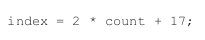 index = 2 * count + 17;